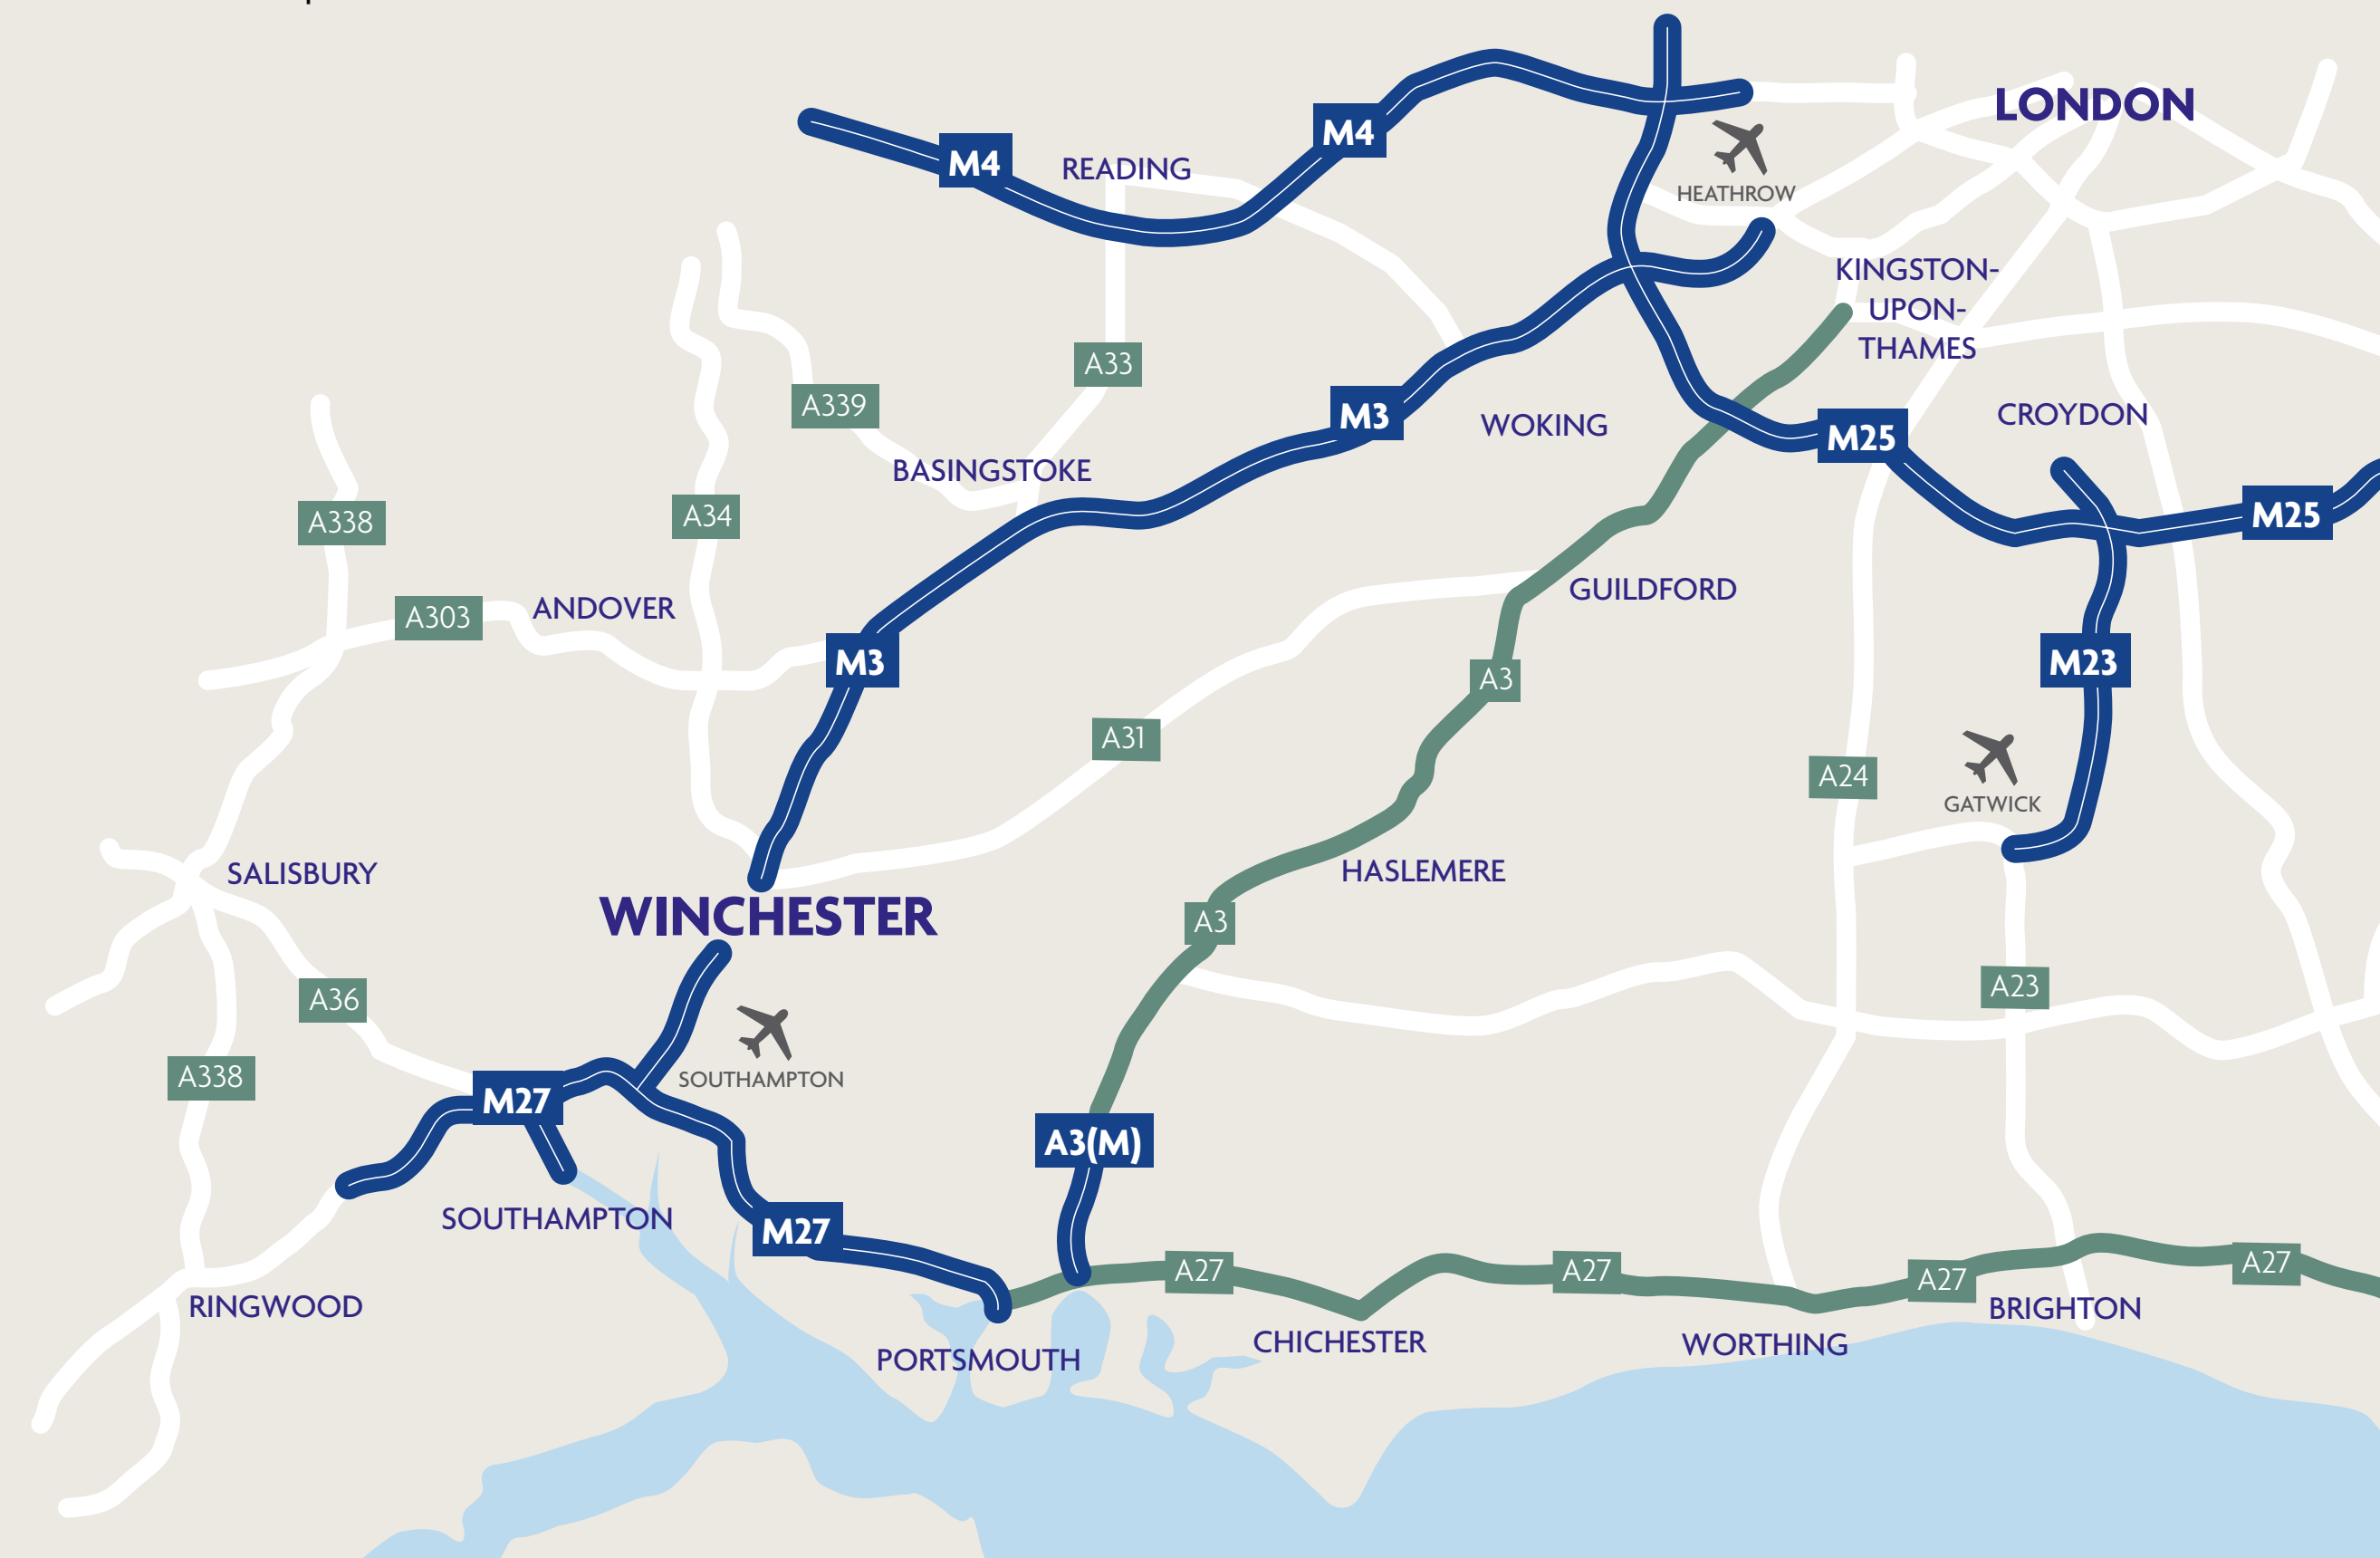 LONDON
M4
M4
READING
HEATHROW
KINGSTON-
UPON-
THAMES
A33
A339
M3
WOKING
CROYDON
M25
BASINGSTOKE
M25
A338
A34
A303
ANDOVER
GUILDFORD
M3
M23
A3
A31
A24
GATWICK
SALISBURY
HASLEMERE
WINCHESTER
A3
A36
A23
SOUTHAMPTON
A338
M27
A3(M)
SOUTHAMPTON
M27
A27
A27
A27
A27
RINGWOOD
BRIGHTON
PORTSMOUTH
CHICHESTER
WORTHING